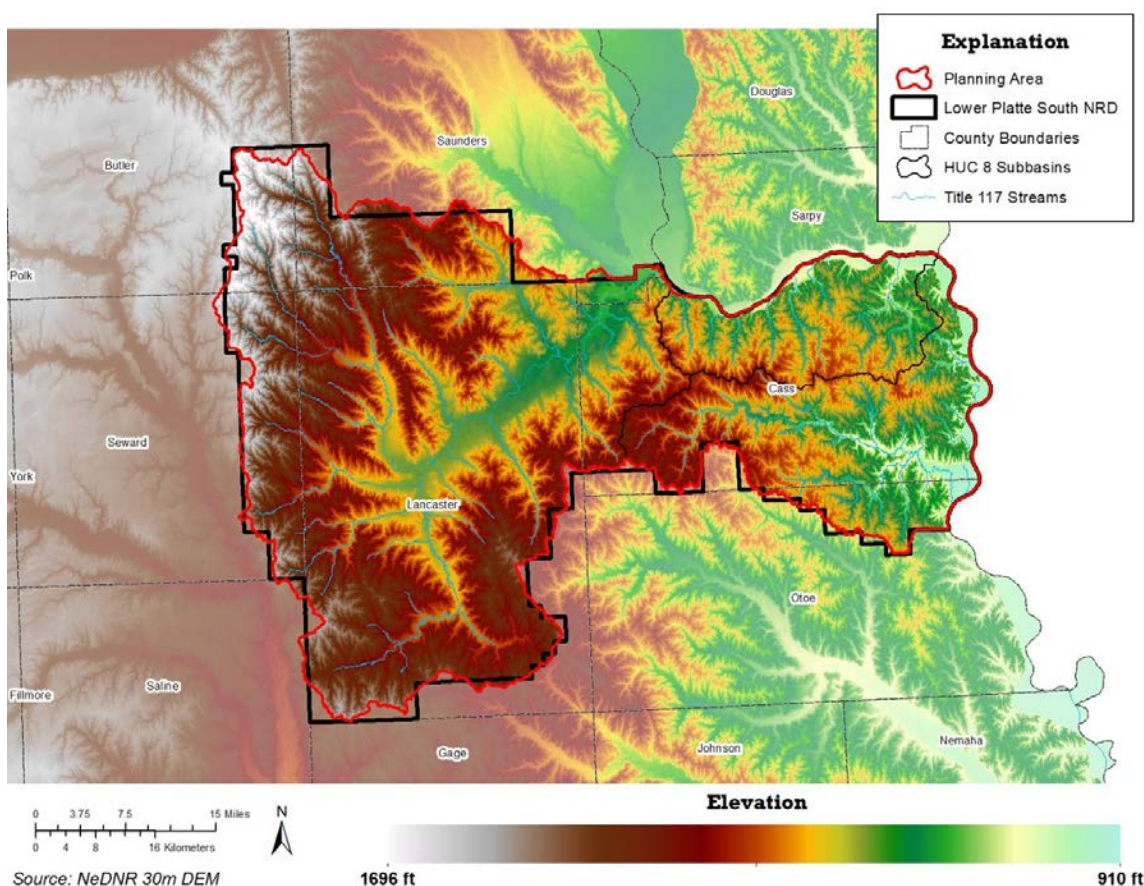 Explanation
Planning Area
Lower Platte South NRD
County Boundaries
HUC 8 Subbasins
Title 117 Streams
Douglas
Saunders
Butler
Sarpy
Polk
Cass
Seward
York
Lancaster
Otoe
Saline
Fillmore
Nemaha
Johnson
Gage
0 3.75 7.5 15 Miles
0 4 8 16 Kilometers
N
Source: NeDNR 30m DEM
Elevation
1696 ft 910 ft